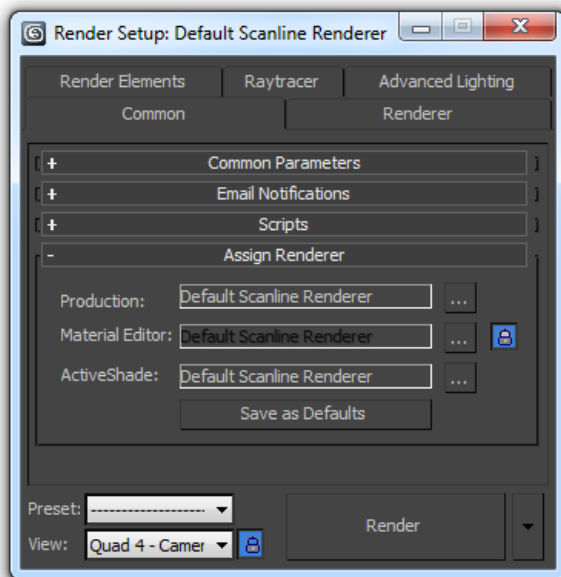 Render Setup: Default Scanline Renderer
Render Elements Raytracer Advanced Lighting
Common Renderer
+ Common Parameters
+ Email Notifications
+ Scripts
- Assign Renderer
Production: Default Scanline Renderer ...
Material Editor: Default Scanline Renderer ...
ActiveShade: Default Scanline Renderer ...
Save as Defaults
Preset: --------------------
Render
View: Quad 4 - Camer